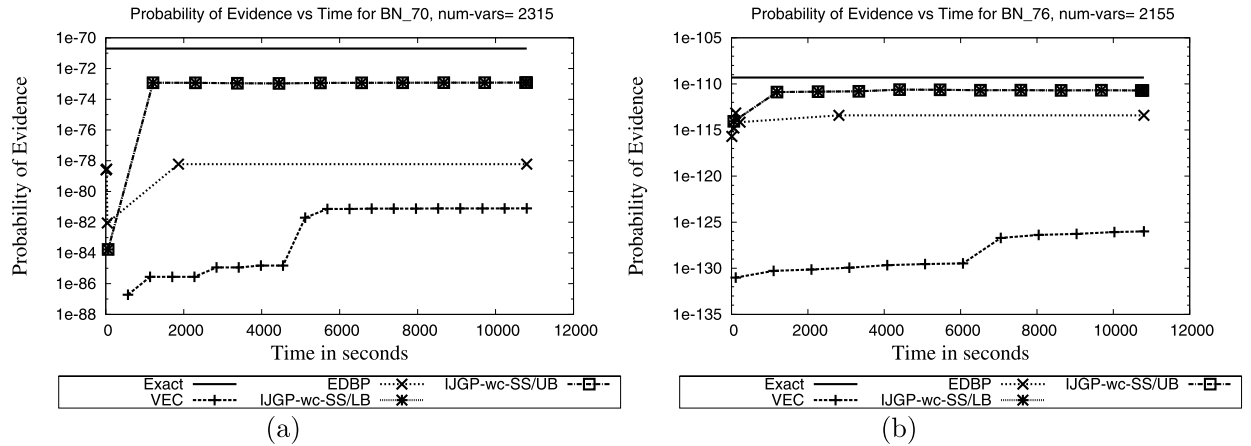 Probability of Evidence vs Time for BN_70, num-vars= 2315
Probability of Evidence
1e-70
1e-72
1e-74
1e-76
1e-78
1e-80
1e-82
1e-84
1e-86
1e-88
0 2000 4000 6000 8000 10000 12000
Time in seconds
Exact EDBP IJGP-wc-SS/UB
VEC IJGP-wc-SS/LB
(a)
Probability of Evidence vs Time for BN_76, num-vars= 2155
Probability of Evidence
1e-105
1e-110
1e-115
1e-120
1e-125
1e-130
1e-135
0 2000 4000 6000 8000 10000 12000
Time in seconds
Exact EDBP IJGP-wc-SS/UB
VEC IJGP-wc-SS/LB
(b)